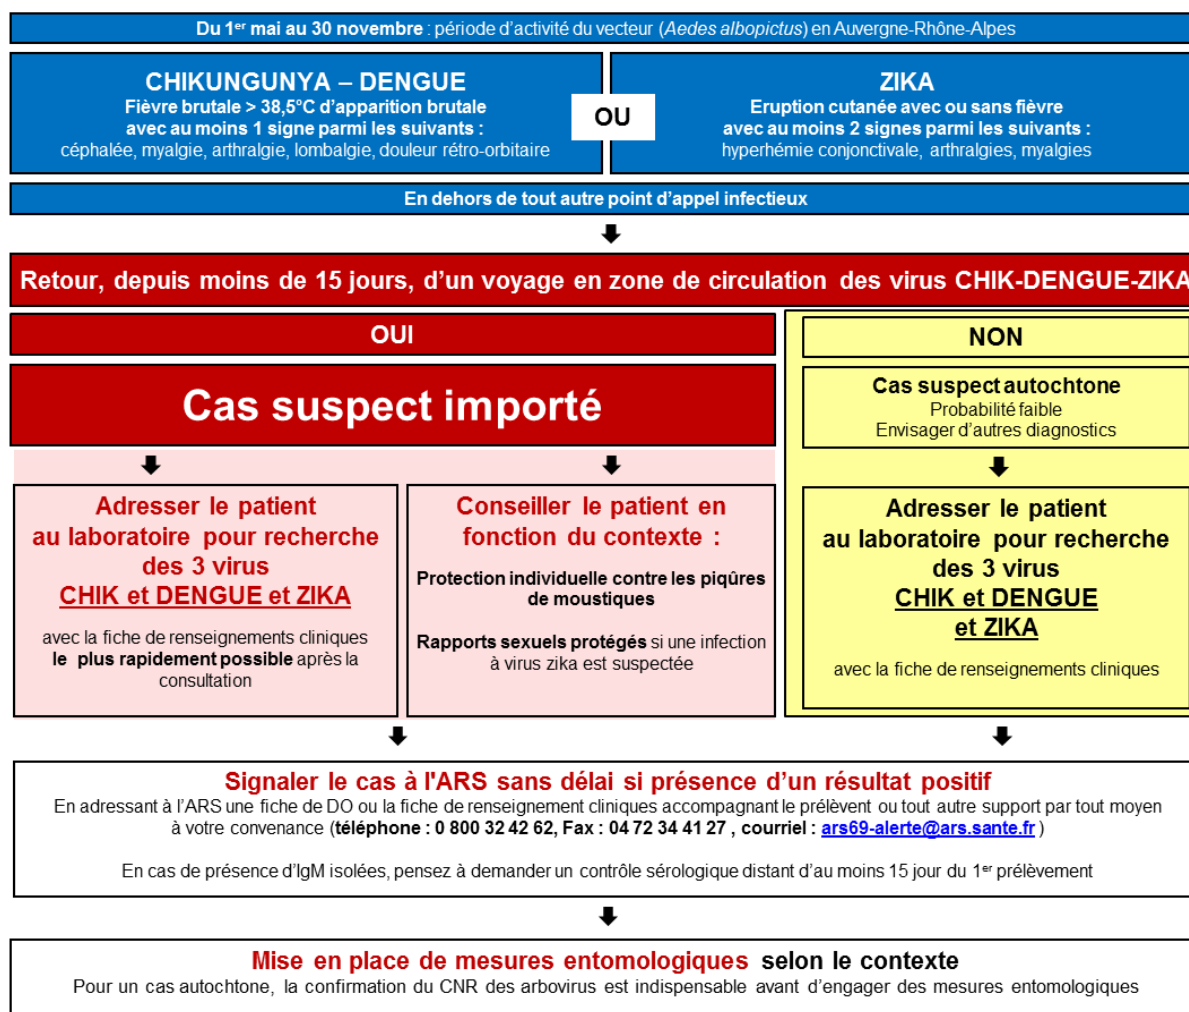 Du 1er mai au 30 novembre : période d'activité du vecteur (Aedes albopictus) en Auvergne-Rhône-Alpes
CHIKUNGUNYA – DENGUE
Fièvre brutale > 38,5°C d'apparition brutale
avec au moins 1 signe parmi les suivants :
céphalée, myalgie, arthralgie, lombalgie, douleur rétro-orbitaire
OU
ZIKA
Eruption cutanée avec ou sans fièvre
avec au moins 2 signes parmi les suivants :
hyperhémie conjonctivale, arthralgies, myalgies
En dehors de tout autre point d'appel infectieux
Retour, depuis moins de 15 jours, d'un voyage en zone de circulation des virus CHIK-DENGUE-ZIKA
OUI
Cas suspect importé
Adresser le patient
au laboratoire pour recherche
des 3 virus
CHIK et DENGUE et ZIKA
avec la fiche de renseignements cliniques
le plus rapidement possible après la
consultation
Conseiller le patient en
fonction du contexte :
Protection individuelle contre les piqûres
de moustiques
Rapports sexuels protégés si une infection
à virus zika est suspectée
NON
Cas suspect autochtone
Probabilité faible
Envisager d'autres diagnostics
Adresser le patient
au laboratoire pour recherche
des 3 virus
CHIK et DENGUE
et ZIKA
avec la fiche de renseignements cliniques
Signaler le cas à l'ARS sans délai si présence d'un résultat positif
En adressant à l'ARS une fiche de DO ou la fiche de renseignement cliniques accompagnant le prélèvent ou tout autre support par tout moyen
à votre convenance (téléphone : 0 800 32 42 62, Fax : 04 72 34 41 27 , courriel : ars69-alerte@ars.sante.fr )
En cas de présence d'IgM isolées, pensez à demander un contrôle sérologique distant d'au moins 15 jour du 1er prélèvement
Mise en place de mesures entomologiques selon le contexte
Pour un cas autochtone, la confirmation du CNR des arbovirus est indispensable avant d'engager des mesures entomologiques